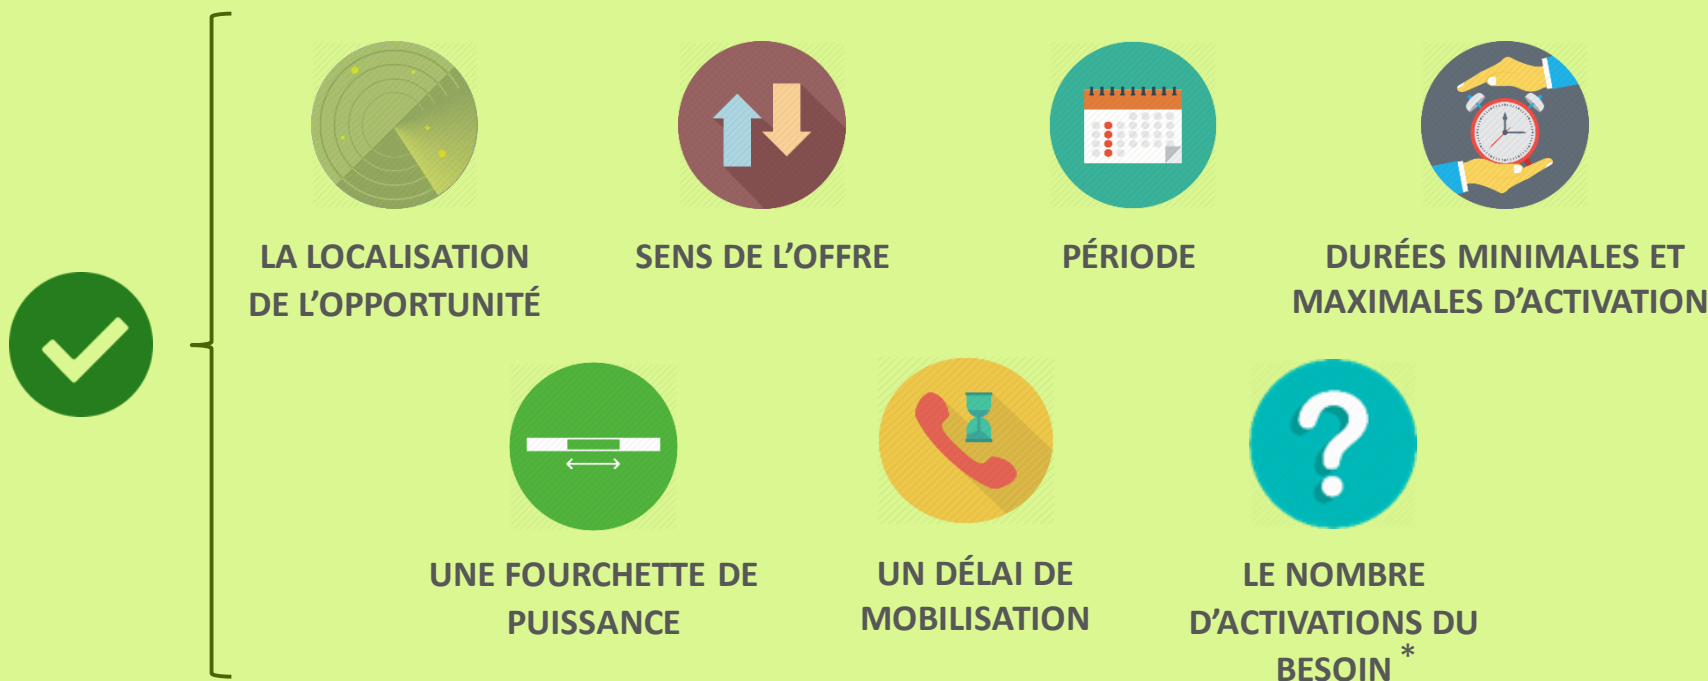 LA LOCALISATION
DE L’OPPORTUNITÉ
SENS DE L’OFFRE
PÉRIODE
DURÉES MINIMALES ET
MAXIMALES D’ACTIVATION
UNE FOURCHETTE DE
PUISSANCE
UN DÉLAI DE
MOBILISATION
LE NOMBRE
D’ACTIVATIONS DU
BESOIN *